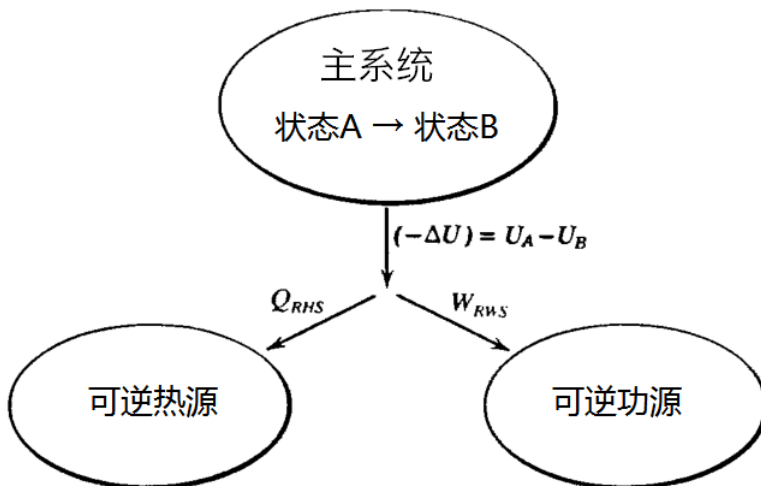 主系统
状态A → 状态B
(−ΔU) = U_A − U_B
Q_RHS
W_RWS
可逆热源
可逆功源